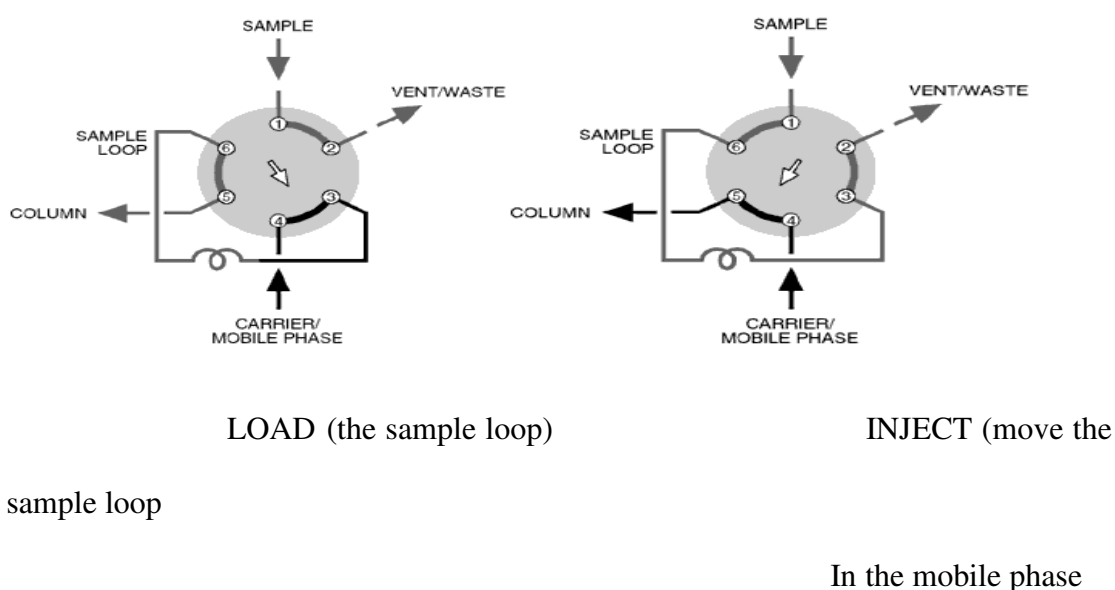 SAMPLE
VENT/WASTE
SAMPLE
LOOP
1
2
3
4
5
6
COLUMN
CARRIER/
MOBILE PHASE
SAMPLE
VENT/WASTE
SAMPLE
LOOP
1
2
3
4
5
6
COLUMN
CARRIER/
MOBILE PHASE
LOAD (the sample loop) INJECT (move the
sample loop
In the mobile phase